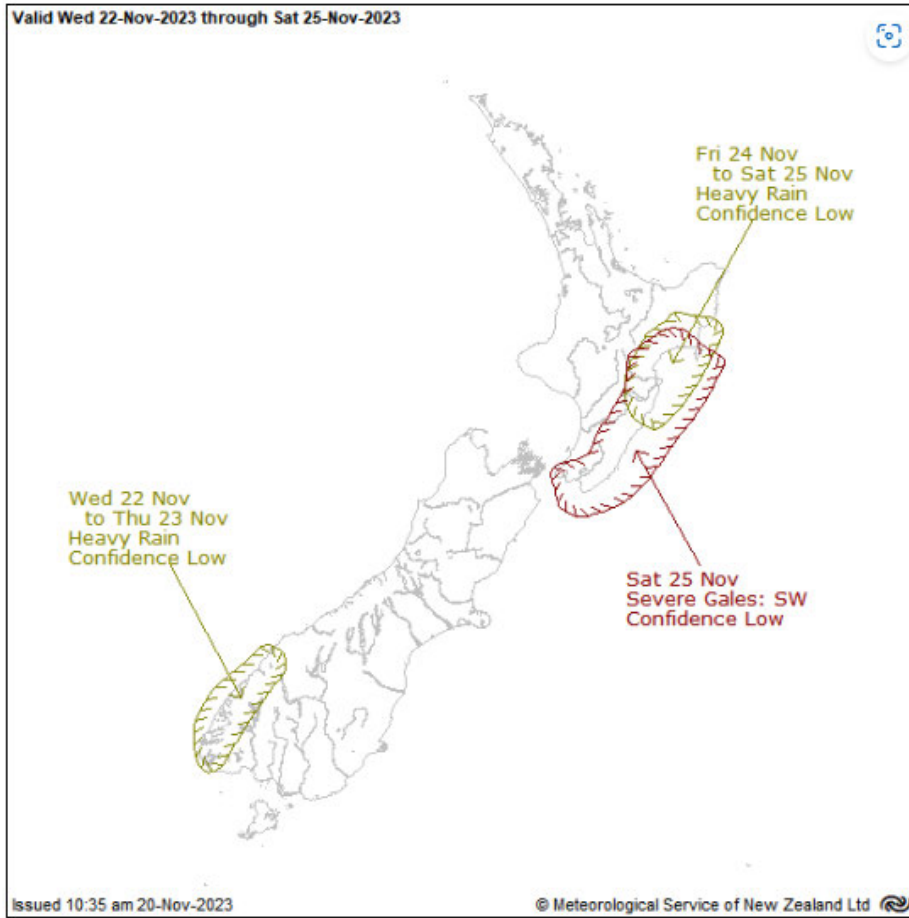 Valid Wed 22-Nov-2023 through Sat 25-Nov-2023
Fri 24 Nov
to Sat 25 Nov
Heavy Rain
Confidence Low
Wed 22 Nov
to Thu 23 Nov
Heavy Rain
Confidence Low
Sat 25 Nov
Severe Gales: SW
Confidence Low
Issued 10:35 am 20-Nov-2023
© Meteorological Service of New Zealand Ltd